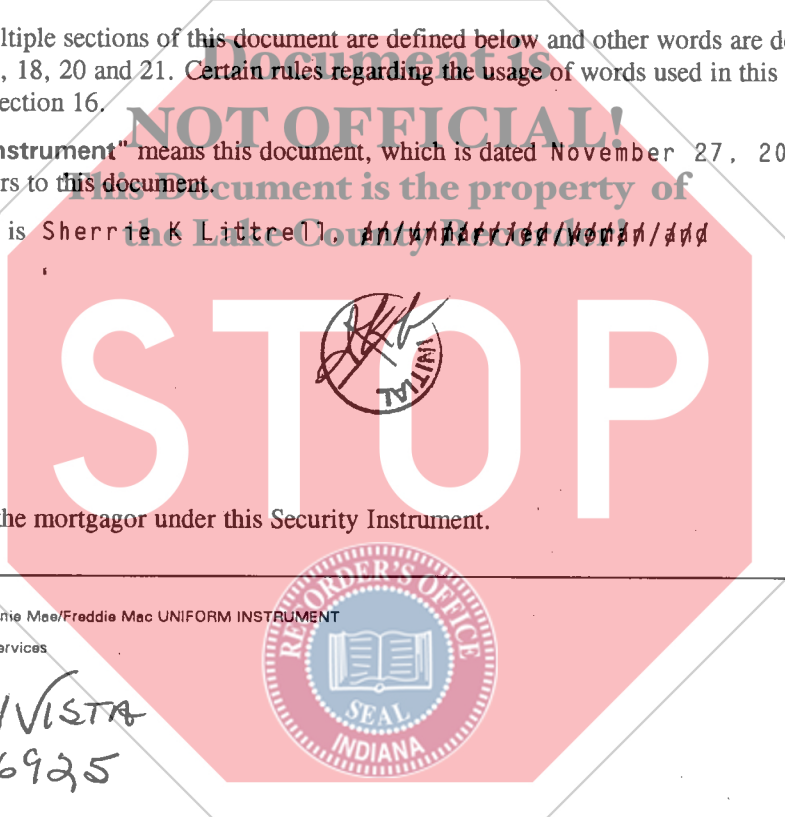 ltiple sections of this document are defined below and other words are de
Document is
, 18, 20 and 21. Certain rules regarding the usage of words used in this
ection 16.
NOT OFFICIAL!
nstrument" means this document, which is dated November 27, 20
rs to this document.
This Document is the property of
the Lake County Recorder!
is Sherrie K Littrell, an/unmarried/woman/and
INITIAL
STOP
he mortgagor under this Security Instrument.
RECORDER'S OFFICE
nie Mae/Freddie Mac UNIFORM INSTRUMENT
ervices
SEAL
INDIANA
VISTA
6925